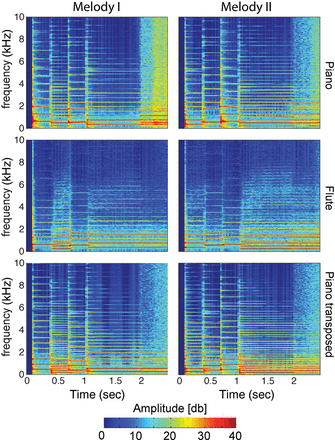 Melody I Melody II
10
8
6
4
2
0
frequency (kHz)
Piano
10
8
6
4
2
0
frequency (kHz)
Flute
10
8
6
4
2
0
frequency (kHz)
Piano transposed
0 0.5 1 1.5 2 0 0.5 1 1.5 2
Time (sec) Time (sec)
Amplitude [db]
0 10 20 30 40